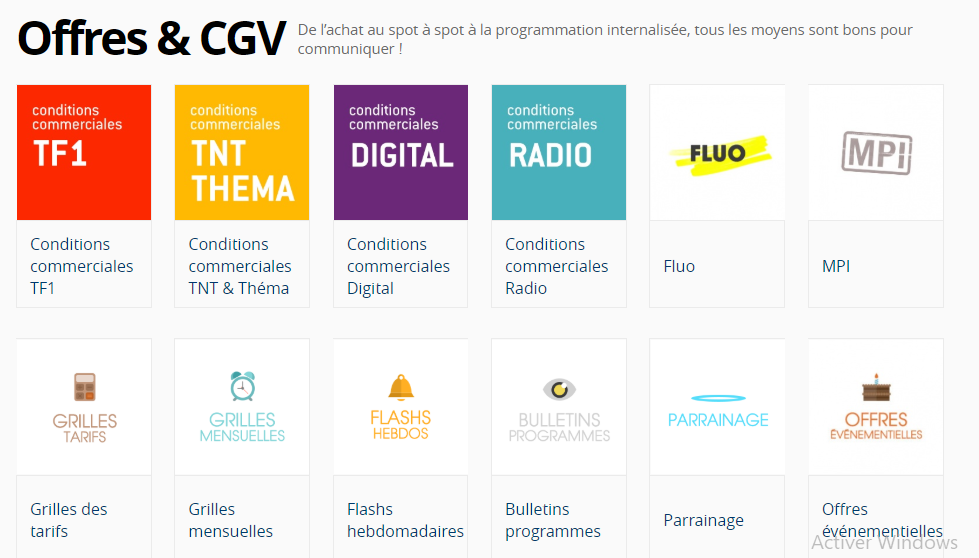 Offres & CGV
De l’achat au spot à spot à la programmation internalisée, tous les moyens sont bons pour
communiquer !
conditions
commerciales
TF1
conditions
commerciales
TNT
THEMA
conditions
commerciales
DIGITAL
conditions
commerciales
RADIO
FLUO
MPI
Conditions
commerciales
TF1
Conditions
commerciales
TNT & Théma
Conditions
commerciales
Digital
Conditions
commerciales
Radio
Fluo
MPI
GRILLES
TARIFS
GRILLES
MENSUELLES
FLASHS
HEBDOS
BULLETINS
PROGRAMMES
PARRAINAGE
OFFRES
ÉVÉNEMENTIELLES
Grilles des
tarifs
Grilles
mensuelles
Flashs
hebdomadaires
Bulletins
programmes
Parrainage
Offres
événementielles
Activer Windows